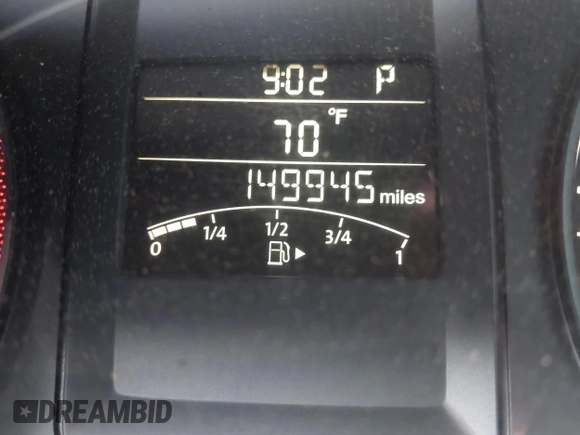 9:02 P
70 °F
149945 miles
0 1/4 1/2 3/4 1
DREAMBID